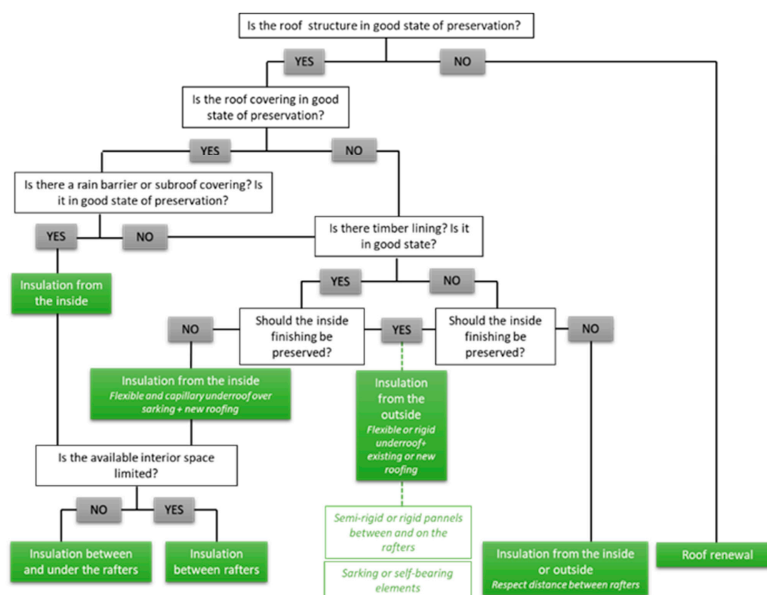 Is the roof structure in good state of preservation?
YES
NO
Is the roof covering in good
state of preservation?
YES
NO
Is there a rain barrier or subroof covering? Is
it in good state of preservation?
Is there timber lining? Is it
in good state?
YES
NO
YES
NO
Insulation from
the inside
NO
Should the inside
finishing be
preserved?
YES
Should the inside
finishing be
preserved?
NO
Insulation from the inside
Flexible and capillary underroof over
sarking + new roofing
Insulation
from the
outside
Flexible or rigid
underroof+
existing or new
roofing
Is the available interior space
limited?
NO
YES
Semi-rigid or rigid pannels
between and on the
rafters
Insulation between
and under the rafters
Insulation
between rafters
Sarking or self-bearing
elements
Insulation from the inside
or outside
Respect distance between rafters
Roof renewal